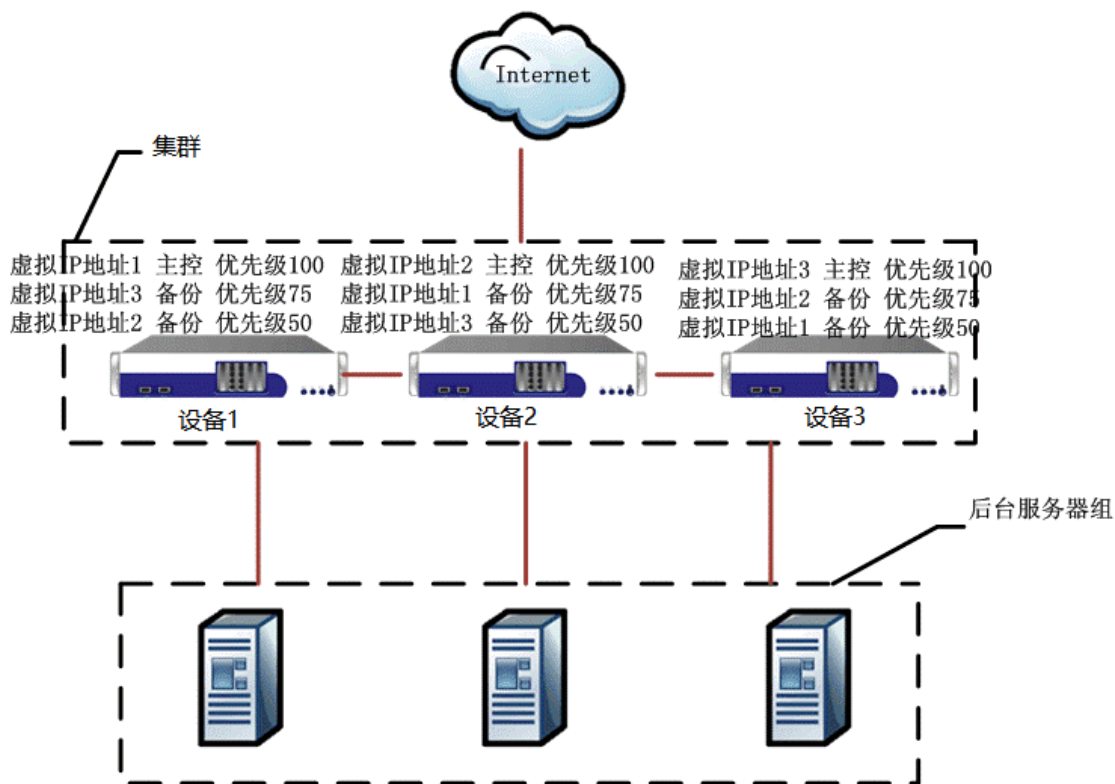 Internet
集群
虚拟IP地址1 主控 优先级100
虚拟IP地址3 备份 优先级75
虚拟IP地址2 备份 优先级50
虚拟IP地址2 主控 优先级100
虚拟IP地址1 备份 优先级75
虚拟IP地址3 备份 优先级50
虚拟IP地址3 主控 优先级100
虚拟IP地址2 备份 优先级75
虚拟IP地址1 备份 优先级50
设备1
设备2
设备3
后台服务器组